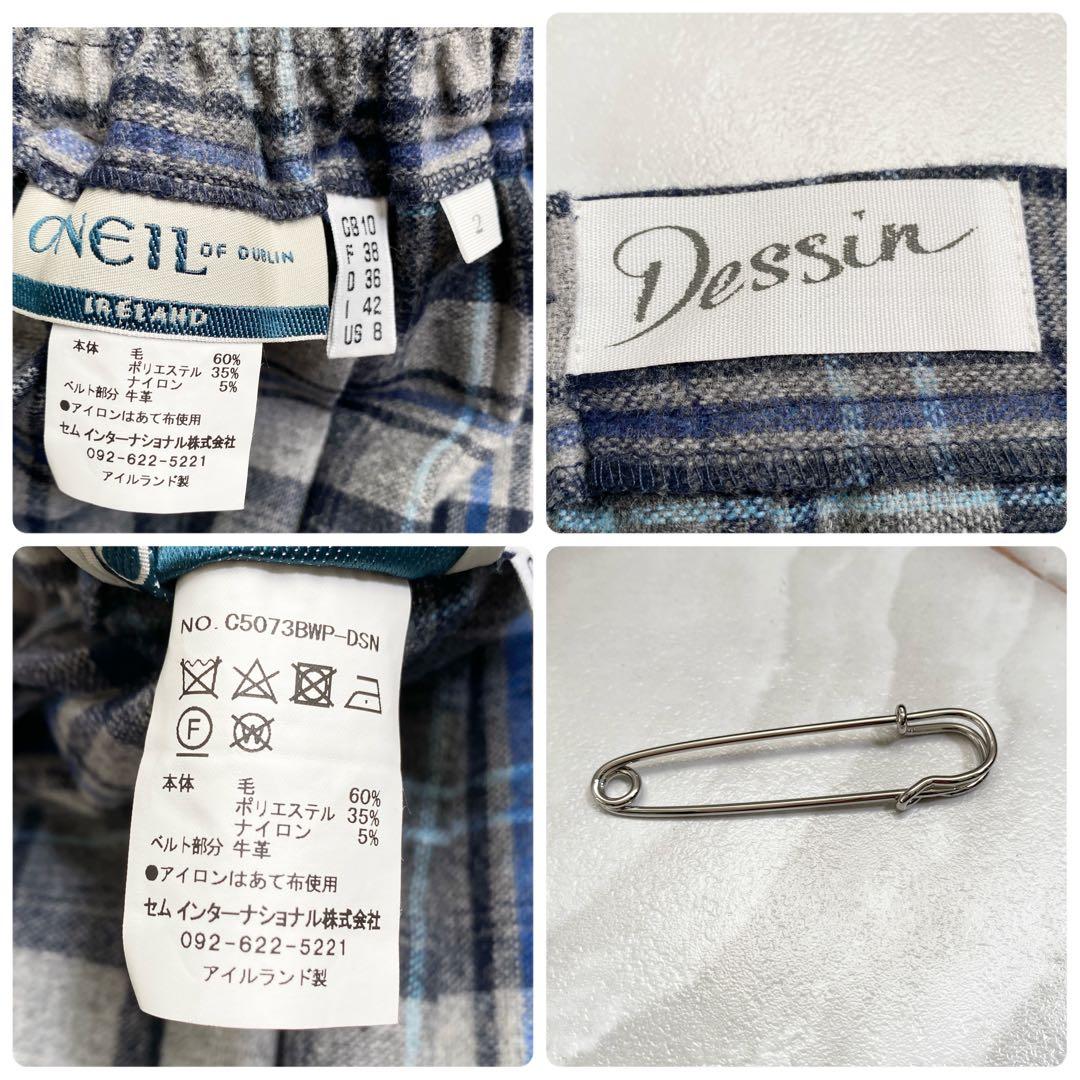 O'NEIL OF DUBLIN
IRELAND
GB 10
F 38
D 36
I 42
US 8
2
本体 毛 60%
ポリエステル 35%
ナイロン 5%
ベルト部分 牛革
●アイロンはあて布使用
セム インターナショナル株式会社
092-622-5221
アイルランド製
Dessin
NO. C5073BWP-DSN
F
W
本体 毛 60%
ポリエステル 35%
ナイロン 5%
ベルト部分 牛革
●アイロンはあて布使用
セム インターナショナル株式会社
092-622-5221
アイルランド製